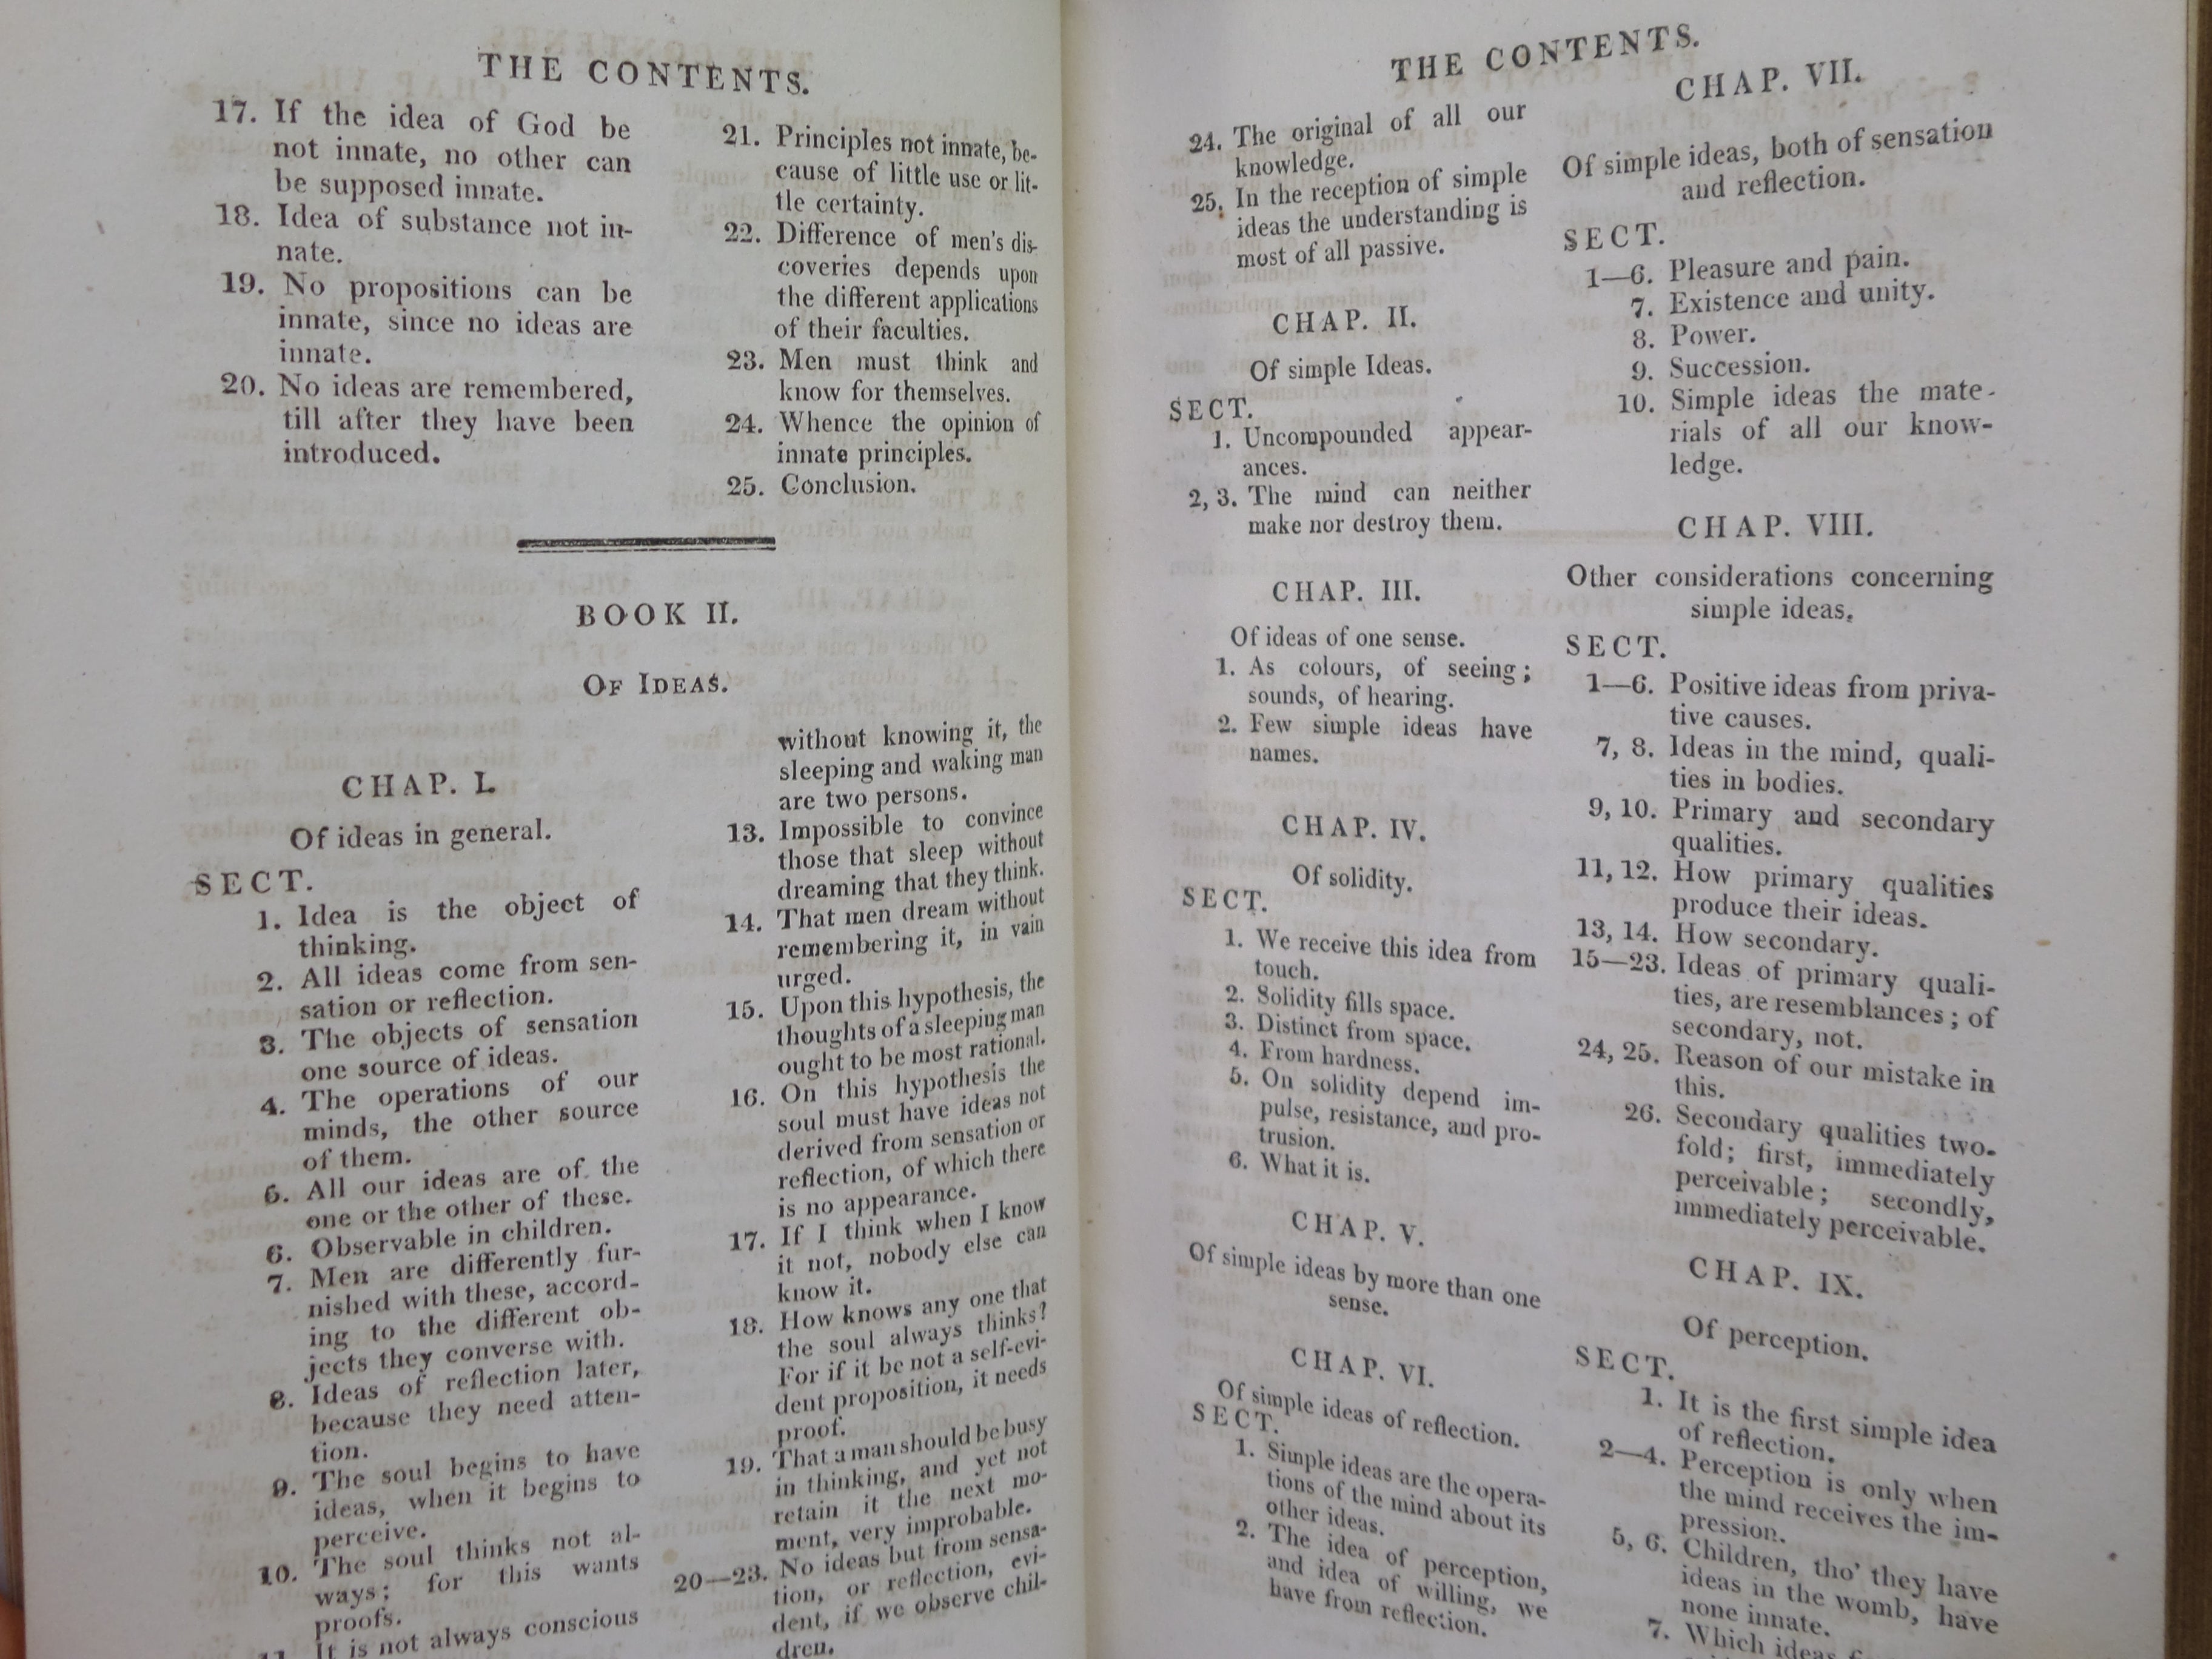 THE CONTENTS.
17. If the idea of God be
not innate, no other can
be supposed innate.
18. Idea of substance not in-
nate.
19. No propositions can be
innate, since no ideas are
innate.
20. No ideas are remembered,
till after they have been
introduced.
21. Principles not innate, be-
cause of little use or lit-
tle certainty.
22. Difference of men's dis-
coveries depends upon
the different applications
of their faculties.
23. Men must think and
know for themselves.
24. Whence the opinion of
innate principles.
25. Conclusion.
BOOK II.
OF IDEAS.
CHAP. I.
Of ideas in general.
SECT.
1. Idea is the object of
thinking.
2. All ideas come from sen-
sation or reflection.
3. The objects of sensation
one source of ideas.
4. The operations of our
minds, the other source
of them.
5. All our ideas are of the
one or the other of these.
6. Observable in children.
7. Men are differently fur-
nished with these, accord-
ing to the different ob-
jects they converse with.
8. Ideas of reflection later,
because they need atten-
tion.
9. The soul begins to have
ideas, when it begins to
perceive.
10. The soul thinks not al-
ways; for this wants
proofs.
11. It is not always conscious
without knowing it, the
sleeping and waking man
are two persons.
13. Impossible to convince
those that sleep without
dreaming that they think.
14. That men dream without
remembering it, in vain
urged.
15. Upon this hypothesis, the
thoughts of a sleeping man
ought to be most rational.
16. On this hypothesis the
soul must have ideas not
derived from sensation or
reflection, of which there
is no appearance.
17. If I think when I know
it not, nobody else can
know it.
18. How knows any one that
the soul always thinks?
For if it be not a self-evi-
dent proposition, it needs
proof.
19. That a man should be busy
in thinking, and yet not
retain it the next mo-
ment, very improbable.
20—23. No ideas but from sensa-
tion, or reflection, evi-
dent, if we observe chil-
dren.
THE CONTENTS.
24. The original of all our
knowledge.
25. In the reception of simple
ideas the understanding is
most of all passive.
CHAP. II.
Of simple Ideas.
SECT.
1. Uncompounded appear-
ances.
2, 3. The mind can neither
make nor destroy them.
CHAP. III.
Of ideas of one sense.
1. As colours, of seeing;
sounds, of hearing.
2. Few simple ideas have
names.
CHAP. IV.
Of solidity.
SECT.
1. We receive this idea from
touch.
2. Solidity fills space.
3. Distinct from space.
4. From hardness.
5. On solidity depend im-
pulse, resistance, and pro-
trusion.
6. What it is.
CHAP. V.
Of simple ideas by more than one
sense.
CHAP. VI.
Of simple ideas of reflection.
SECT.
1. Simple ideas are the opera-
tions of the mind about its
other ideas.
2. The idea of perception,
and idea of willing, we
have from reflection.
CHAP. VII.
Of simple ideas, both of sensation
and reflection.
SECT.
1—6. Pleasure and pain.
7. Existence and unity.
8. Power.
9. Succession.
10. Simple ideas the mate-
rials of all our know-
ledge.
CHAP. VIII.
Other considerations concerning
simple ideas.
SECT.
1—6. Positive ideas from priva-
tive causes.
7, 8. Ideas in the mind, quali-
ties in bodies.
9, 10. Primary and secondary
qualities.
11, 12. How primary qualities
produce their ideas.
13, 14. How secondary.
15—23. Ideas of primary quali-
ties, are resemblances; of
secondary, not.
24, 25. Reason of our mistake in
this.
26. Secondary qualities two-
fold; first, immediately
perceivable; secondly,
immediately perceivable.
CHAP. IX.
Of perception.
SECT.
1. It is the first simple idea
of reflection.
2—4. Perception is only when
the mind receives the im-
pression.
5, 6. Children, tho' they have
ideas in the womb, have
none innate.
7. Which ideas